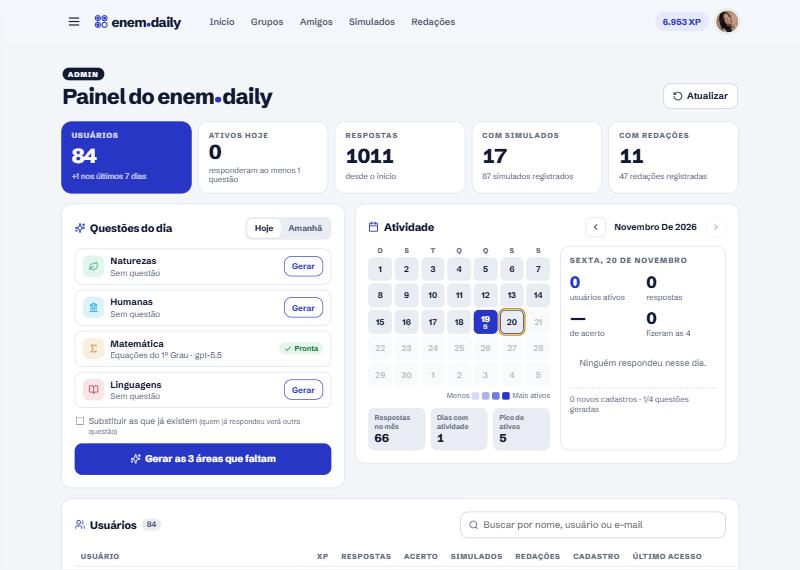 enem.daily
Início Grupos Amigos Simulados Redações
6.953 XP
ADMIN
Painel do enem.daily
Atualizar
USUÁRIOS
84
+1 nos últimos 7 dias
ATIVOS HOJE
0
responderam ao menos 1
questão
RESPOSTAS
1011
desde o início
COM SIMULADOS
17
87 simulados registrados
COM REDAÇÕES
11
47 redações registradas
Questões do dia
Hoje Amanhã
Naturezas
Sem questão
Gerar
Humanas
Sem questão
Gerar
Matemática
Equações do 1º Grau · gpt-5.5
Pronta
Linguagens
Sem questão
Gerar
Substituir as que já existem (quem já respondeu verá outra
questão)
Gerar as 3 áreas que faltam
Atividade
Novembro De 2026
D S T Q Q S S
1 2 3 4 5 6 7
8 9 10 11 12 13 14
15 16 17 18 19 20 21
5
22 23 24 25 26 27 28
29 30 1 2 3 4 5
Menos Mais ativos
Respostas
no mês
66
Dias com
atividade
1
Pico de
ativos
5
SEXTA, 20 DE NOVEMBRO
0
usuários ativos
0
respostas
—
de acerto
0
fizeram as 4
Ninguém respondeu nesse dia.
0 novos cadastros · 1/4 questões
geradas
Usuários 84
Buscar por nome, usuário ou e-mail
USUÁRIO XP RESPOSTAS ACERTO SIMULADOS REDAÇÕES CADASTRO ÚLTIMO ACESSO